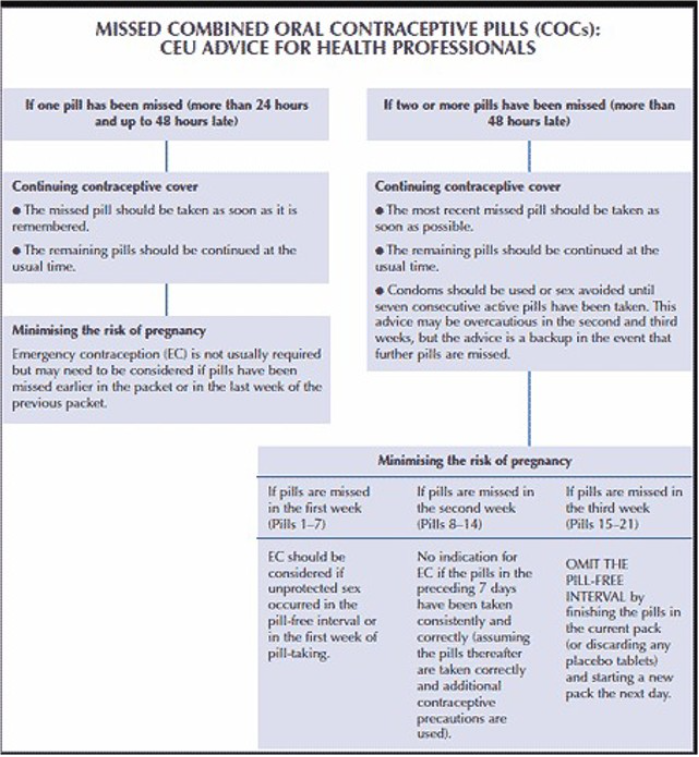 MISSED COMBINED ORAL CONTRACEPTIVE PILLS (COCs):
CEU ADVICE FOR HEALTH PROFESSIONALS
If one pill has been missed (more than 24 hours
and up to 48 hours late)
Continuing contraceptive cover
● The missed pill should be taken as soon as it is
remembered.
● The remaining pills should be continued at the
usual time.
Minimising the risk of pregnancy
Emergency contraception (EC) is not usually required
but may need to be considered if pills have been
missed earlier in the packet or in the last week of the
previous packet.
If two or more pills have been missed (more than
48 hours late)
Continuing contraceptive cover
● The most recent missed pill should be taken as
soon as possible.
● The remaining pills should be continued at the
usual time.
● Condoms should be used or sex avoided until
seven consecutive active pills have been taken. This
advice may be overcautious in the second and third
weeks, but the advice is a backup in the event that
further pills are missed.
Minimising the risk of pregnancy
If pills are missed
in the first week
(Pills 1–7)
EC should be
considered if
unprotected sex
occurred in the
pill-free interval or
in the first week of
pill-taking.
If pills are missed in
the second week
(Pills 8–14)
No indication for
EC if the pills in the
preceding 7 days
have been taken
consistently and
correctly (assuming
the pills thereafter
are taken correctly
and additional
contraceptive
precautions are
used).
If pills are missed in
the third week
(Pills 15–21)
OMIT THE
PILL-FREE
INTERVAL by
finishing the pills in
the current pack
(or discarding any
placebo tablets)
and starting a new
pack the next day.